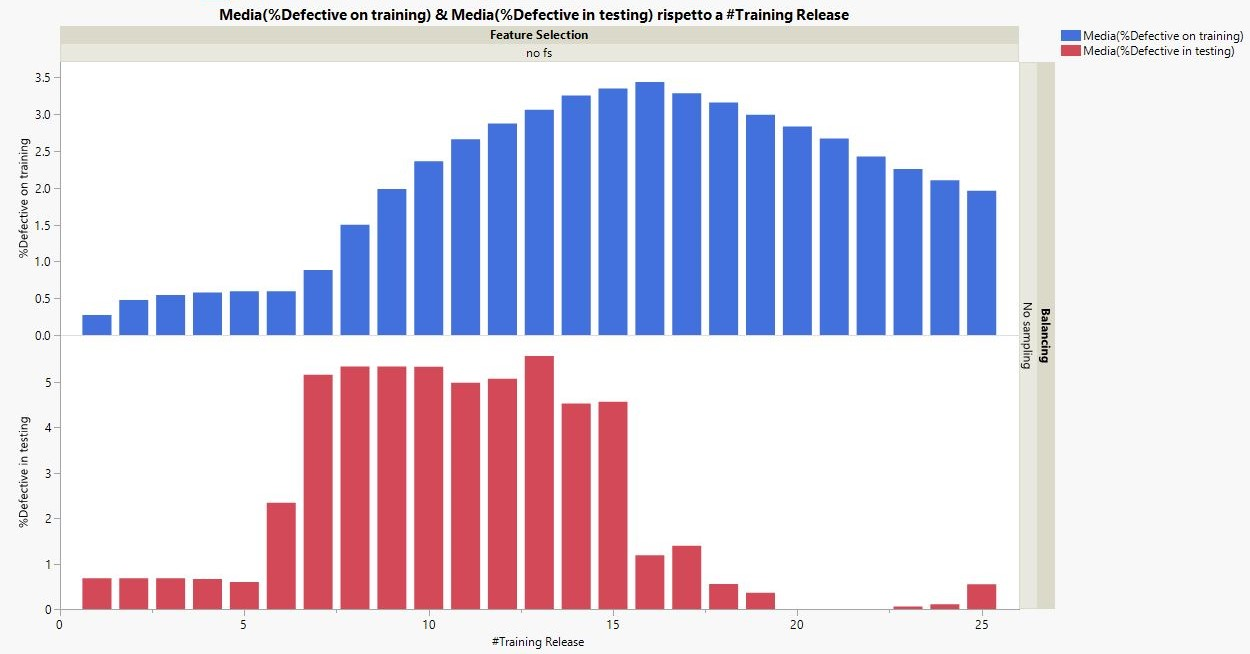 Media(%Defective on training) & Media(%Defective in testing) rispetto a #Training Release
Feature Selection
no fs
Media(%Defective on training)
Media(%Defective in testing)
%Defective on training
3.5
3.0
2.5
2.0
1.5
1.0
0.5
0.0
%Defective in testing
5
4
3
2
1
0
No sampling
Balancing
0 5 10 15 20 25
#Training Release